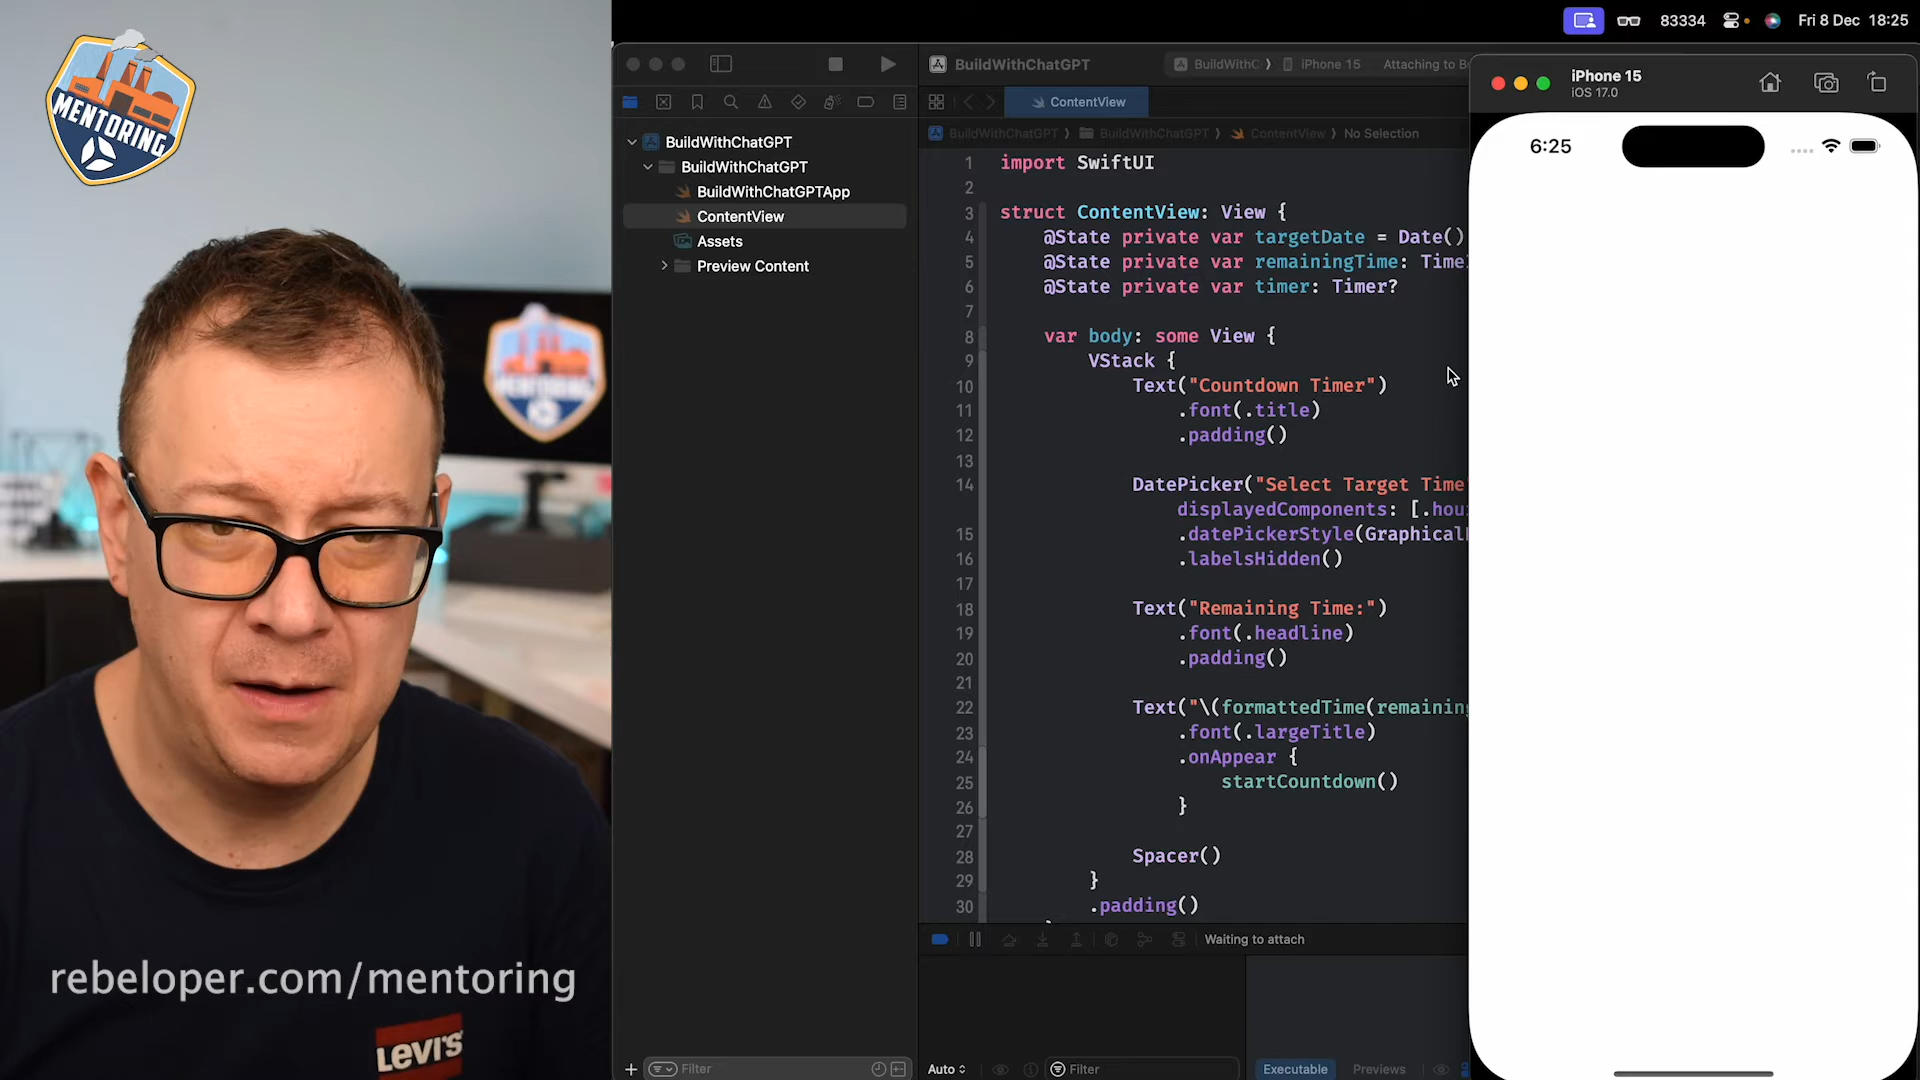 MENTORING
MENTORING
rebeloper.com/mentoring
LEVI'S
83334
Fri 8 Dec 18:25
BuildWithChatGPT
BuildWithChatGPT
BuildWithChatGPTApp
ContentView
Assets
Preview Content
Filter
BuildWithChatGPT
BuildWithC
iPhone 15
Attaching to B
ContentView
BuildWithChatGPT
BuildWithChatGPT
ContentView
No Selection
1 import SwiftUI
2
3 struct ContentView: View {
4 @State private var targetDate = Date()
5 @State private var remainingTime: Time
6 @State private var timer: Timer?
7
8 var body: some View {
9 VStack {
10 Text("Countdown Timer")
11 .font(.title)
12 .padding()
13
14 DatePicker("Select Target Time"
displayedComponents: [.hou
15 .datePickerStyle(Graphical
16 .labelsHidden()
17
18 Text("Remaining Time:")
19 .font(.headline)
20 .padding()
21
22 Text("\(formattedTime(remaining
23 .font(.largeTitle)
24 .onAppear {
25 startCountdown()
26 }
27
28 Spacer()
29 }
30 .padding()
Waiting to attach
Auto
Filter
Executable
Previews
iPhone 15
iOS 17.0
6:25